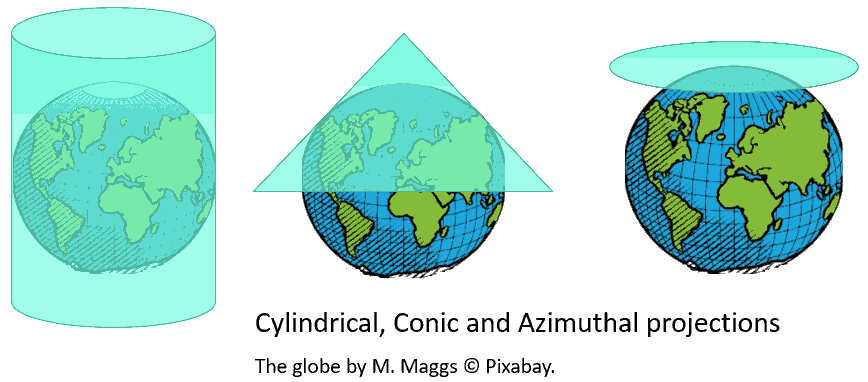 Cylindrical, Conic and Azimuthal projections
The globe by M. Maggs © Pixabay.